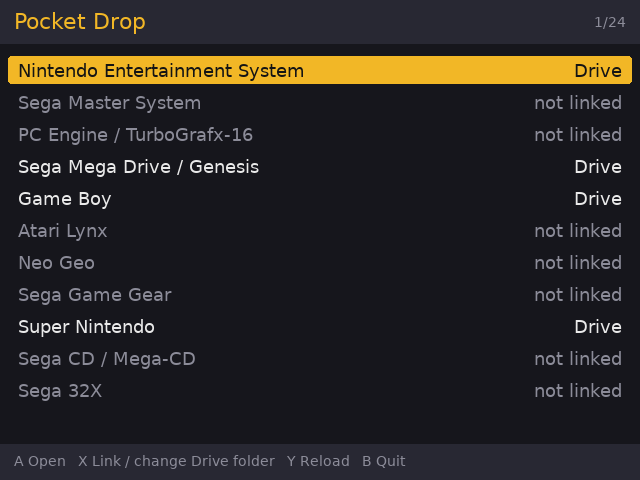 Pocket Drop 1/24
Nintendo Entertainment System Drive
Sega Master System not linked
PC Engine / TurboGrafx-16 not linked
Sega Mega Drive / Genesis Drive
Game Boy Drive
Atari Lynx not linked
Neo Geo not linked
Sega Game Gear not linked
Super Nintendo Drive
Sega CD / Mega-CD not linked
Sega 32X not linked
A Open X Link / change Drive folder Y Reload B Quit